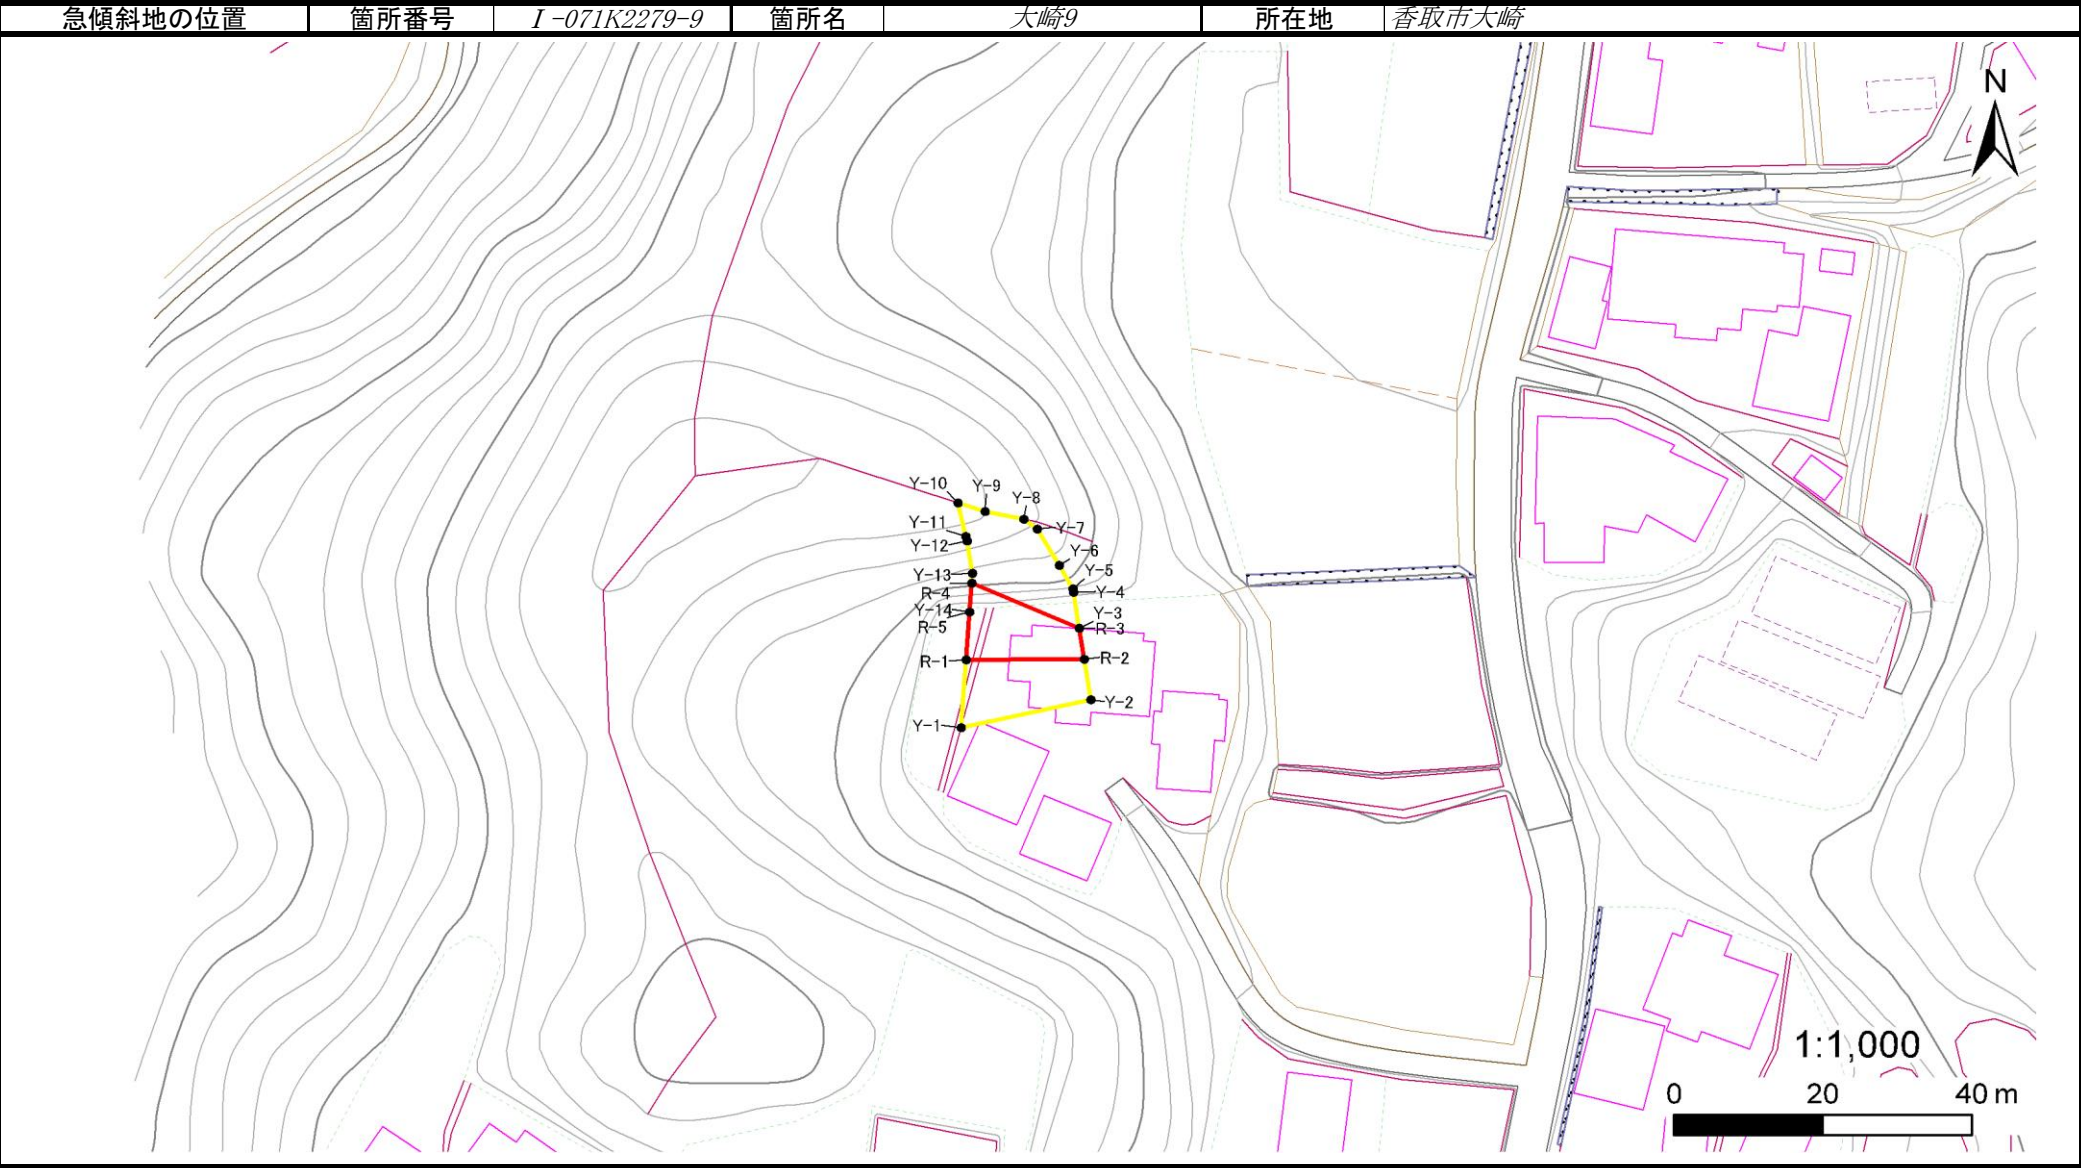 急傾斜地の位置 箇所番号 Ⅰ-071K2279-9 箇所名 大崎9 所在地 香取市大崎
N
Y-10
Y-9
Y-8
Y-11
Y-7
Y-12
Y-6
Y-13
Y-5
R-4
Y-4
Y-14
Y-3
R-5
R-3
R-1
R-2
Y-2
Y-1
1:1,000
0 20 40 m